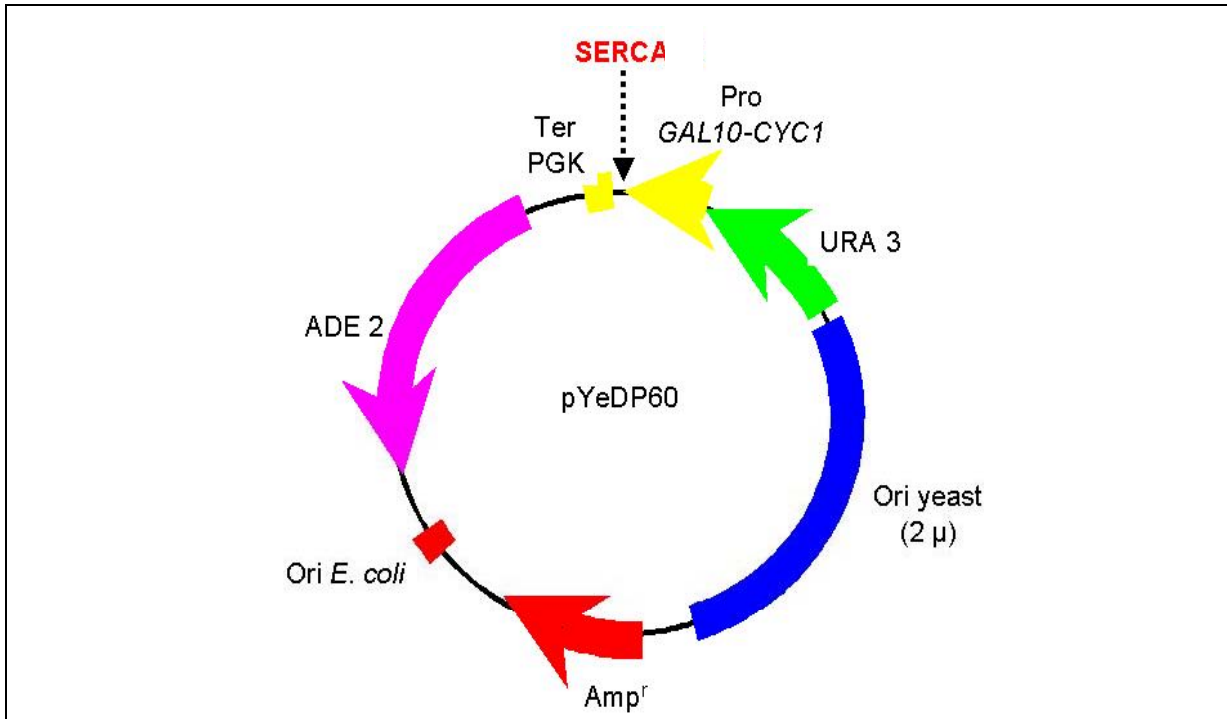 SERCA
Pro
GAL10-CYC1
Ter
PGK
URA 3
ADE 2
pYeDP60
Ori yeast
(2 µ)
Ori E. coli
Ampʳ